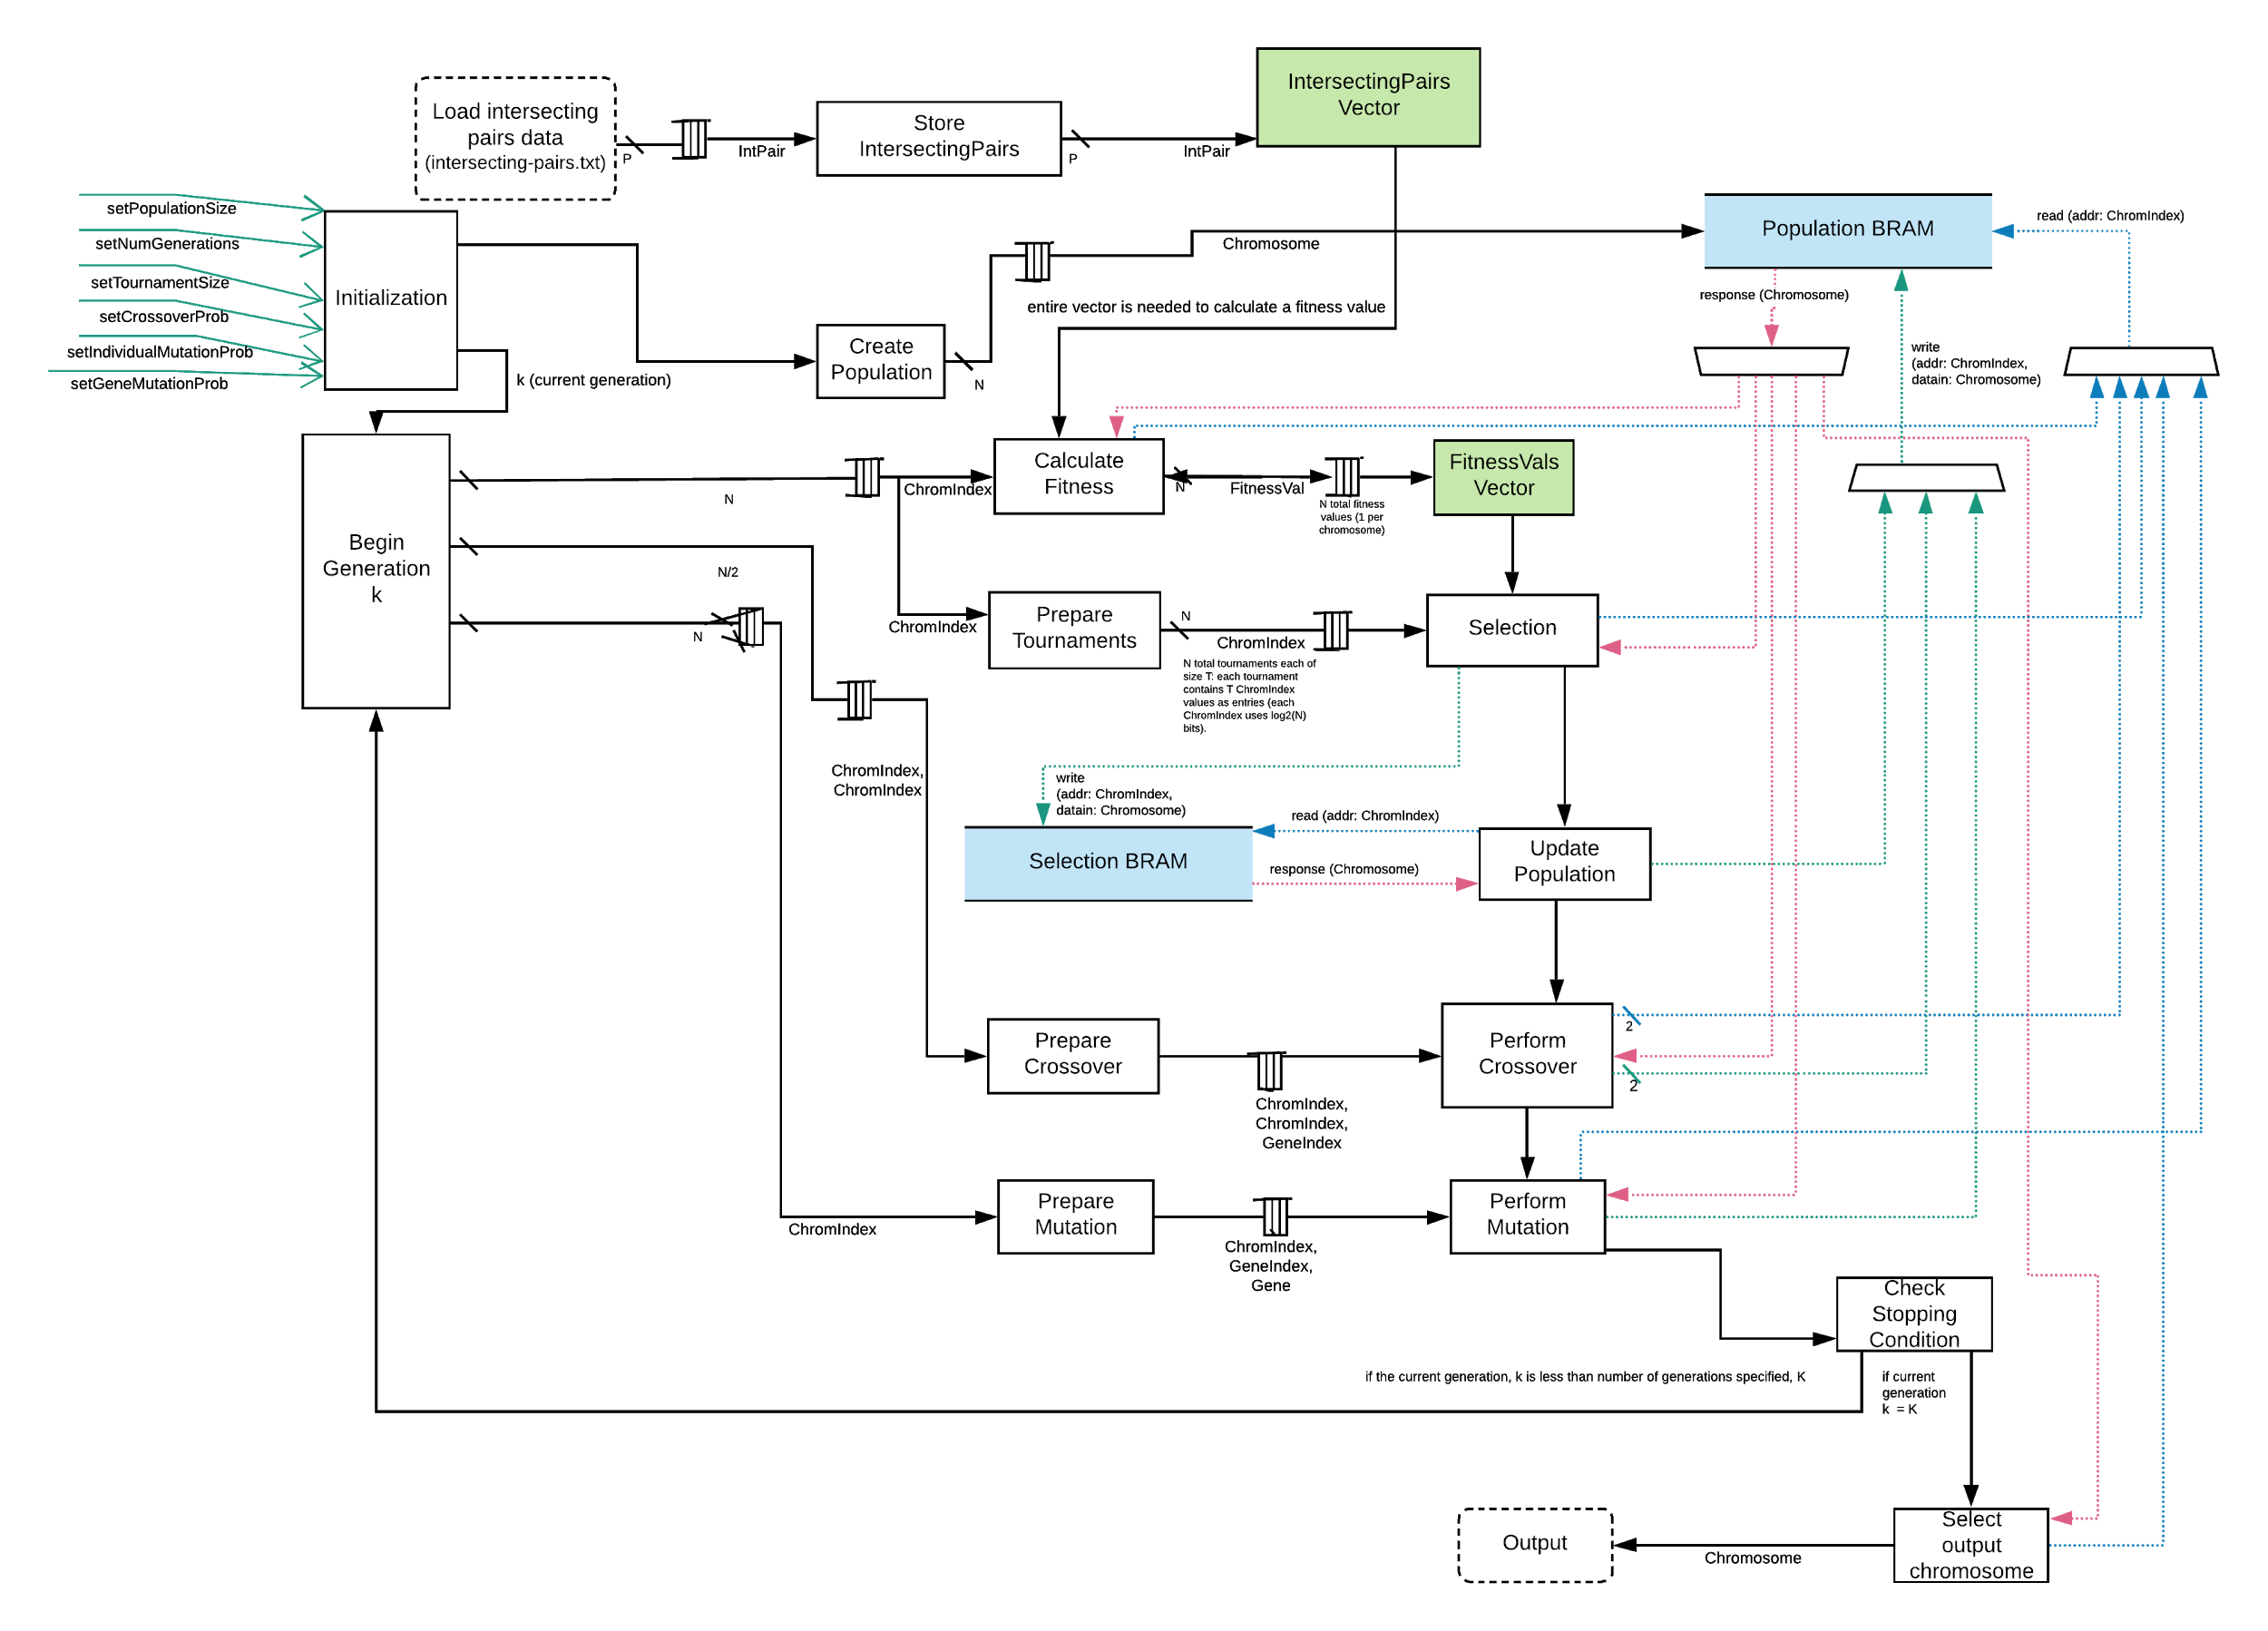 IntersectingPairs
Vector
Load intersecting
pairs data
(intersecting-pairs.txt)
P
IntPair
Store
IntersectingPairs
P
IntPair
setPopulationSize
setNumGenerations
setTournamentSize
setCrossoverProb
setIndividualMutationProb
setGeneMutationProb
Initialization
k (current generation)
Chromosome
Population BRAM
read (addr: ChromIndex)
response (Chromosome)
write
(addr: ChromIndex,
datain: Chromosome)
entire vector is needed to calculate a fitness value
Create
Population
N
Begin
Generation
k
N
N/2
N
ChromIndex
Calculate
Fitness
N
FitnessVal
N total fitness
values (1 per
chromosome)
FitnessVals
Vector
ChromIndex
Prepare
Tournaments
N
ChromIndex
N total tournaments each of
size T: each tournament
contains T ChromIndex
values as entries (each
ChromIndex uses log2(N)
bits).
Selection
ChromIndex,
ChromIndex
write
(addr: ChromIndex,
datain: Chromosome)
Selection BRAM
read (addr: ChromIndex)
response (Chromosome)
Update
Population
Prepare
Crossover
ChromIndex,
ChromIndex,
GeneIndex
Perform
Crossover
2
2
ChromIndex
Prepare
Mutation
ChromIndex,
GeneIndex,
Gene
Perform
Mutation
Check
Stopping
Condition
if the current generation, k is less than number of generations specified, K
if current
generation
k = K
Output
Chromosome
Select
output
chromosome